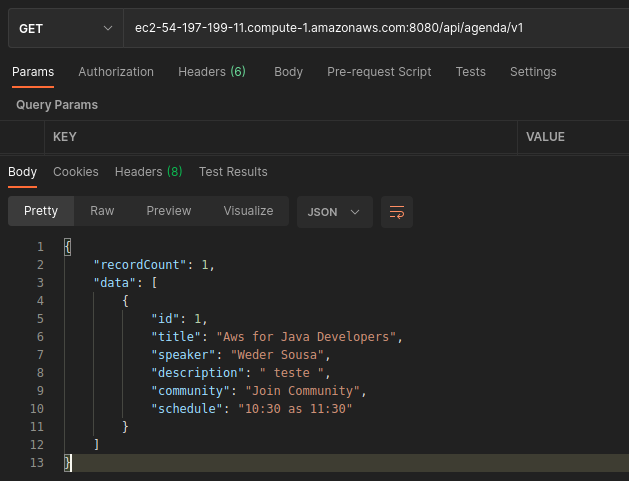 GET ec2-54-197-199-11.compute-1.amazonaws.com:8080/api/agenda/v1
Params Authorization Headers (6) Body Pre-request Script Tests Settings
Query Params
KEY VALUE
Body Cookies Headers (8) Test Results
Pretty Raw Preview Visualize JSON
1 {
2 "recordCount": 1,
3 "data": [
4 {
5 "id": 1,
6 "title": "Aws for Java Developers",
7 "speaker": "Weder Sousa",
8 "description": " teste ",
9 "community": "Join Community",
10 "schedule": "10:30 as 11:30"
11 }
12 ]
13 }